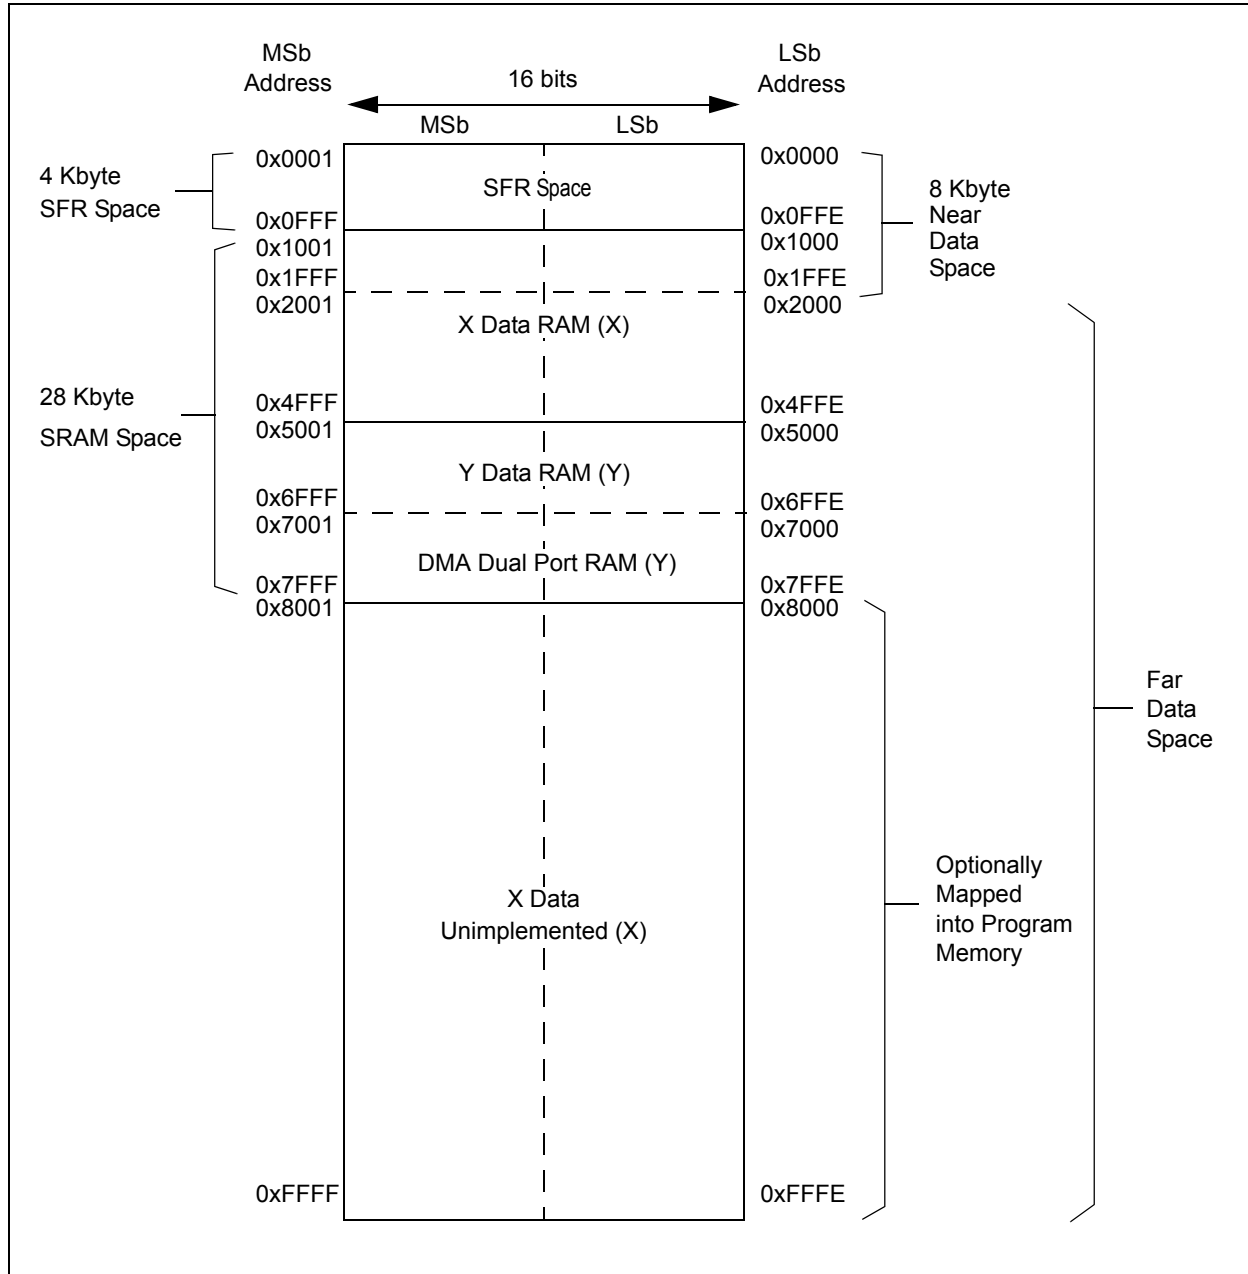 MSb
Address
LSb
Address
16 bits
MSb
LSb
4 Kbyte
SFR Space
0x0001
0x0FFF
SFR Space
0x0000
0x0FFE
8 Kbyte
Near
Data
Space
0x1001
0x1000
0x1FFF
0x1FFE
0x2001
0x2000
X Data RAM (X)
28 Kbyte
SRAM Space
0x4FFF
0x4FFE
0x5001
0x5000
Y Data RAM (Y)
0x6FFF
0x6FFE
0x7001
0x7000
DMA Dual Port RAM (Y)
0x7FFF
0x7FFE
0x8001
0x8000
Far
Data
Space
X Data
Unimplemented (X)
Optionally
Mapped
into Program
Memory
0xFFFF
0xFFFE